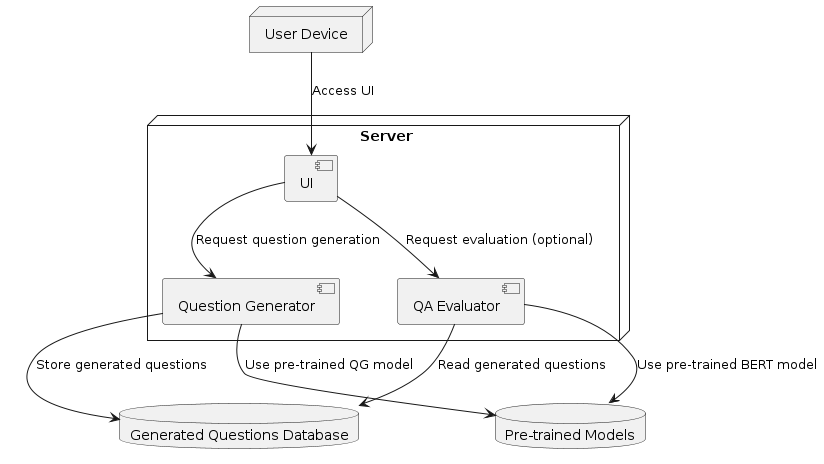 User Device
Access UI
Server
UI
Request question generation
Request evaluation (optional)
Question Generator
QA Evaluator
Store generated questions
Use pre-trained QG model
Read generated questions
Use pre-trained BERT model
Generated Questions Database
Pre-trained Models